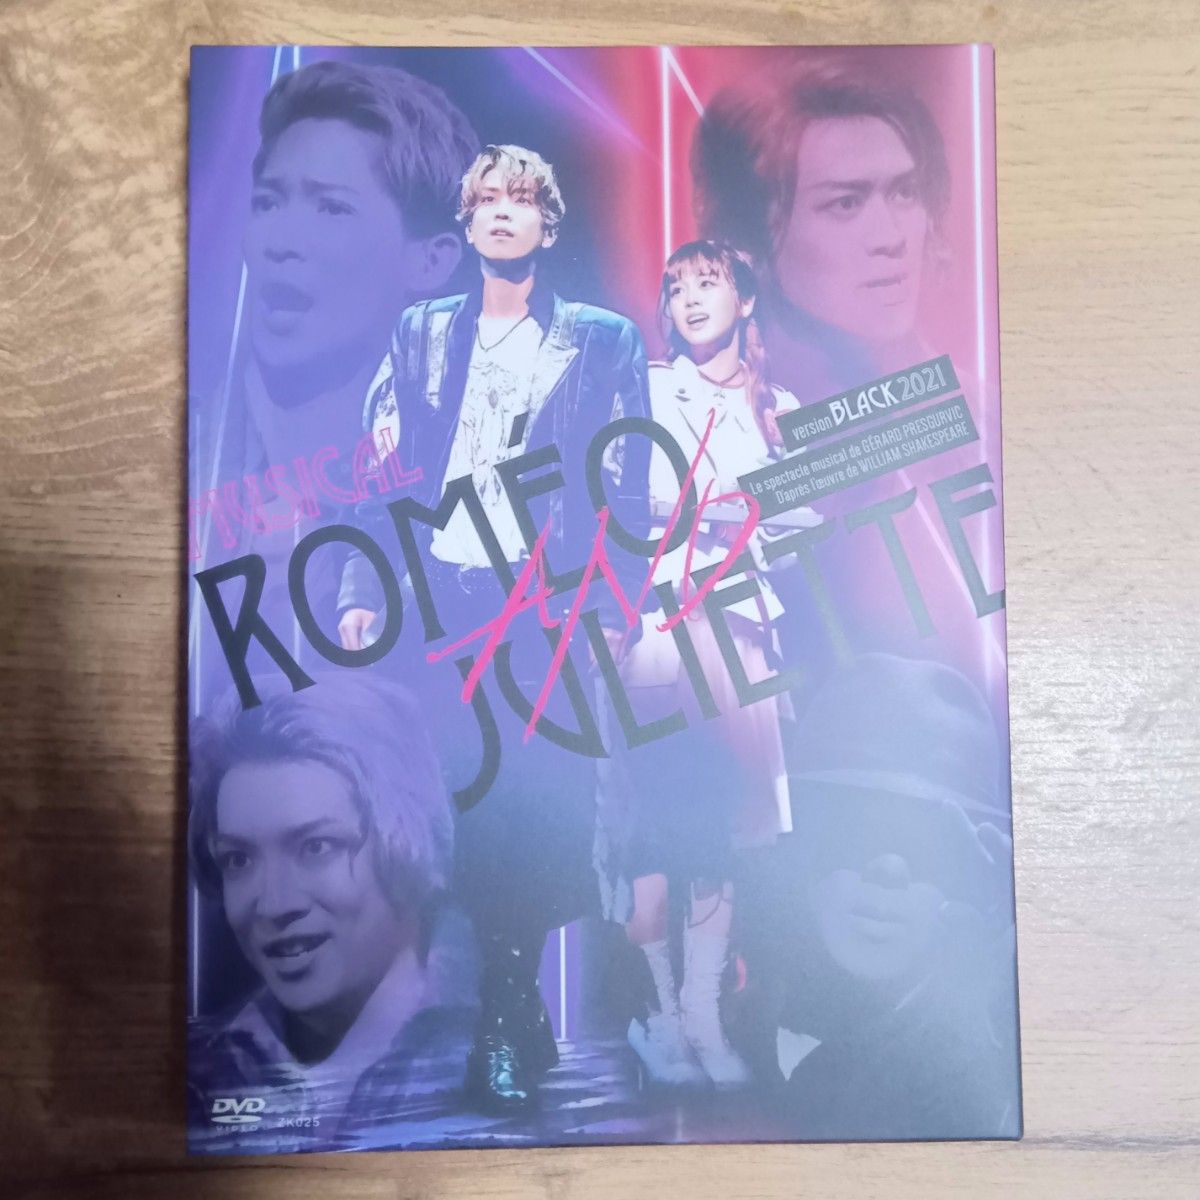 version BLACK 2021
Le spectacle musical de GÉRARD PRESGURVIC
D'après l'œuvre de WILLIAM SHAKESPEARE
MUSICAL
ROMÉO
AND
JULIETTE
DVD
VIDEO
ZK025